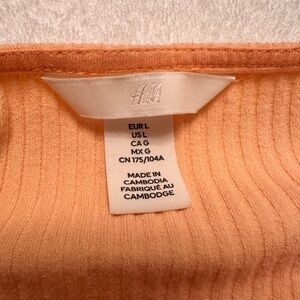 H&M
EUR L
US L
CA G
MX G
CN 175/104A
MADE IN
CAMBODIA
FABRIQUÉ AU
CAMBODGE